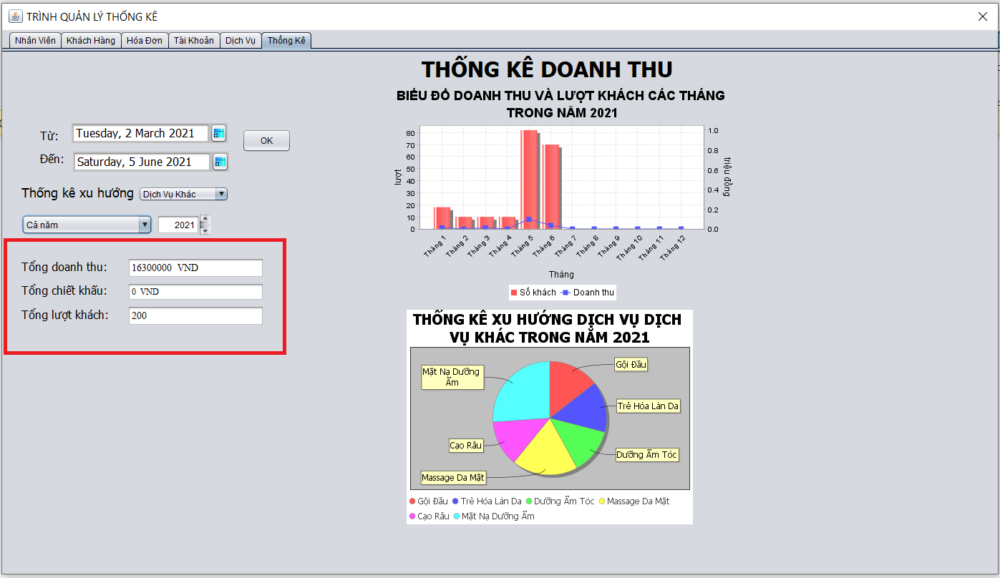 TRÌNH QUẢN LÝ THỐNG KÊ
Nhân Viên
Khách Hàng
Hóa Đơn
Tài Khoản
Dịch Vụ
Thống Kê
Từ:
Tuesday, 2 March 2021
OK
Đến:
Saturday, 5 June 2021
Thống kê xu hướng
Dịch Vụ Khác
Cả năm
2021
Tổng doanh thu:
16300000 VND
Tổng chiết khấu:
0 VND
Tổng lượt khách:
200
THỐNG KÊ DOANH THU
BIỂU ĐỒ DOANH THU VÀ LƯỢT KHÁCH CÁC THÁNG
TRONG NĂM 2021
lượt
80
70
60
50
40
30
20
10
0
1.0
0.8
0.6
0.4
0.2
0.0
triệu đồng
Tháng 1
Tháng 2
Tháng 3
Tháng 4
Tháng 5
Tháng 6
Tháng 7
Tháng 8
Tháng 9
Tháng 10
Tháng 11
Tháng 12
Tháng
Số khách
Doanh thu
THỐNG KÊ XU HƯỚNG DỊCH VỤ DỊCH
VỤ KHÁC TRONG NĂM 2021
Mặt Nạ Dưỡng
Ẩm
Gội Đầu
Trẻ Hóa Làn Da
Cạo Râu
Dưỡng Ẩm Tóc
Massage Da Mặt
Gội Đầu
Trẻ Hóa Làn Da
Dưỡng Ẩm Tóc
Massage Da Mặt
Cạo Râu
Mặt Nạ Dưỡng Ẩm